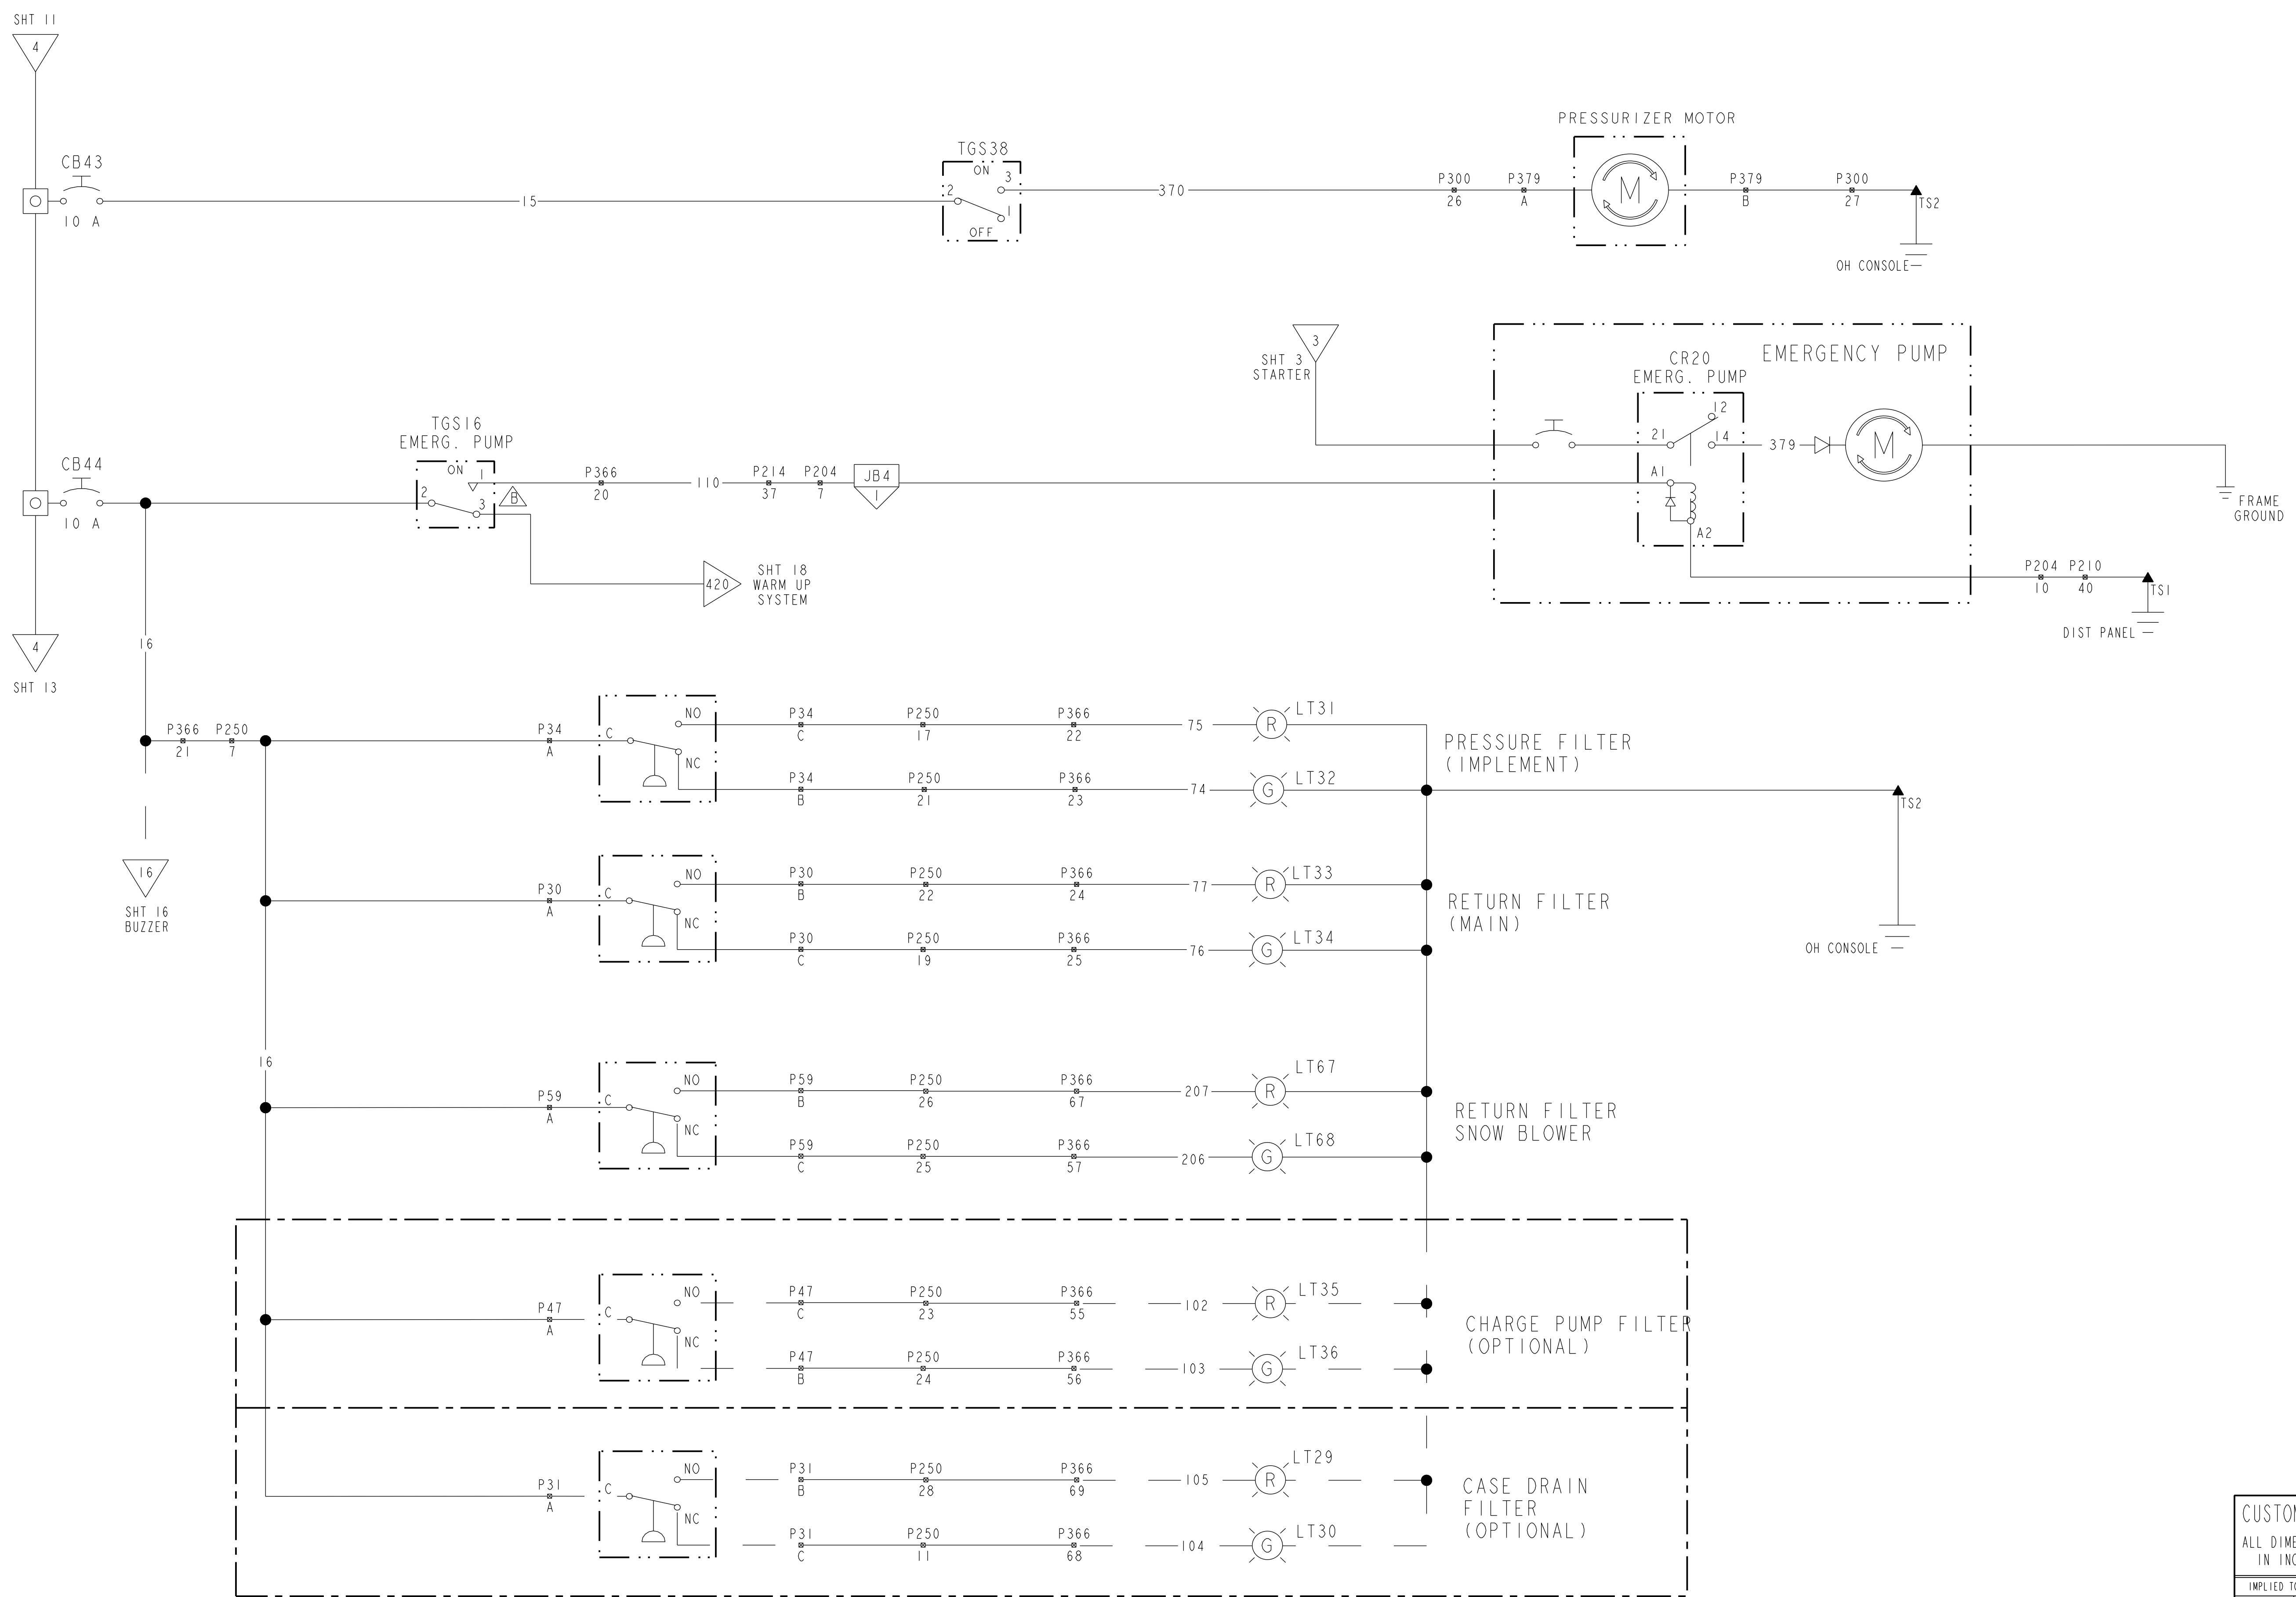 SHT 11
4
CB43
10 A
15
TGS38
ON
3
2
1
OFF
370
PRESSURIZER MOTOR
P300
26
P379
A
M
P379
B
P300
27
TS2
OH CONSOLE
3
SHT 3
STARTER
EMERGENCY PUMP
CR20
EMERG. PUMP
12
21
14
379
M
A1
A2
FRAME
GROUND
P204
10
P210
40
TS1
DIST PANEL
CB44
10 A
TGS16
EMERG. PUMP
ON
1
2
3
B
P366
20
110
P214
37
P204
7
JB4
1
420
SHT 18
WARM UP
SYSTEM
16
4
SHT 13
P366
21
P250
7
P34
A
C
NO
NC
P34
C
P250
17
P366
22
75
R
LT31
P34
B
P250
21
P366
23
74
G
LT32
PRESSURE FILTER
(IMPLEMENT)
TS2
OH CONSOLE
16
SHT 16
BUZZER
P30
A
C
NO
NC
P30
B
P250
22
P366
24
77
R
LT33
P30
C
P250
19
P366
25
76
G
LT34
RETURN FILTER
(MAIN)
16
P59
A
C
NO
NC
P59
B
P250
26
P366
67
207
R
LT67
P59
C
P250
25
P366
57
206
G
LT68
RETURN FILTER
SNOW BLOWER
P47
A
C
NO
NC
P47
C
P250
23
P366
55
102
R
LT35
P47
B
P250
24
P366
56
103
G
LT36
CHARGE PUMP FILTER
(OPTIONAL)
P31
A
C
NO
NC
P31
B
P250
28
P366
69
105
R
LT29
P31
C
P250
11
P366
68
104
G
LT30
CASE DRAIN
FILTER
(OPTIONAL)
ALL
IN
IMPLIED